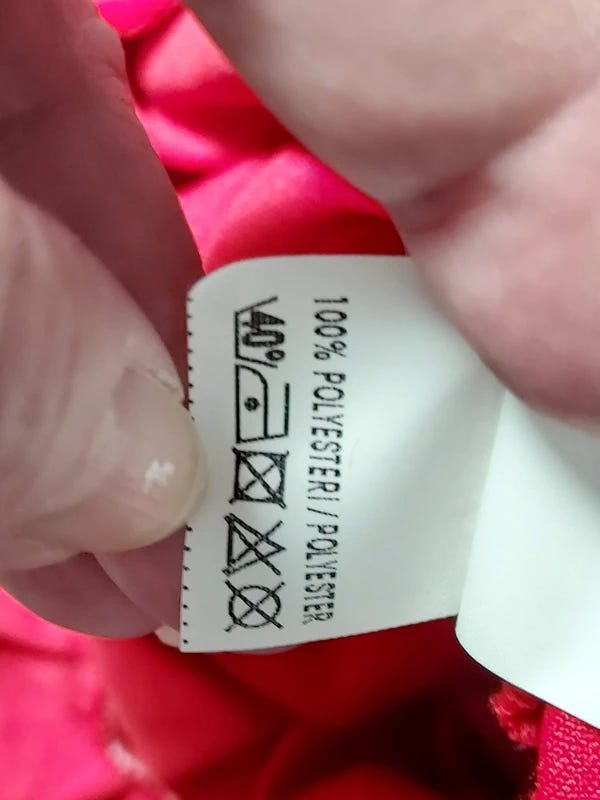 100% POLYESTERI / POLYESTER
40°